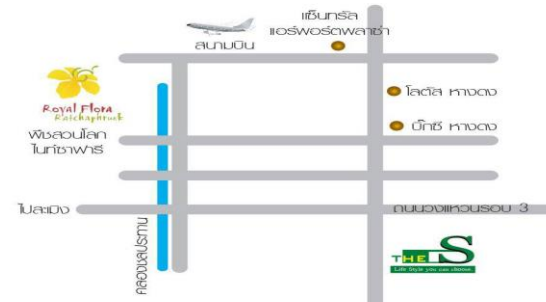 เซ็นทรัล
แอร์พอร์ตพลาซ่า
สนามบิน
โลตัส หางดง
Royal Flora
Ratchaphruek
บิ๊กซี หางดง
พืชสวนโลก
ไนท์ซาฟารี
ไปสะเมิง
ถนนวงแหวนรอบ 3
คลองชลประทาน
THE S
Life Style you can choose